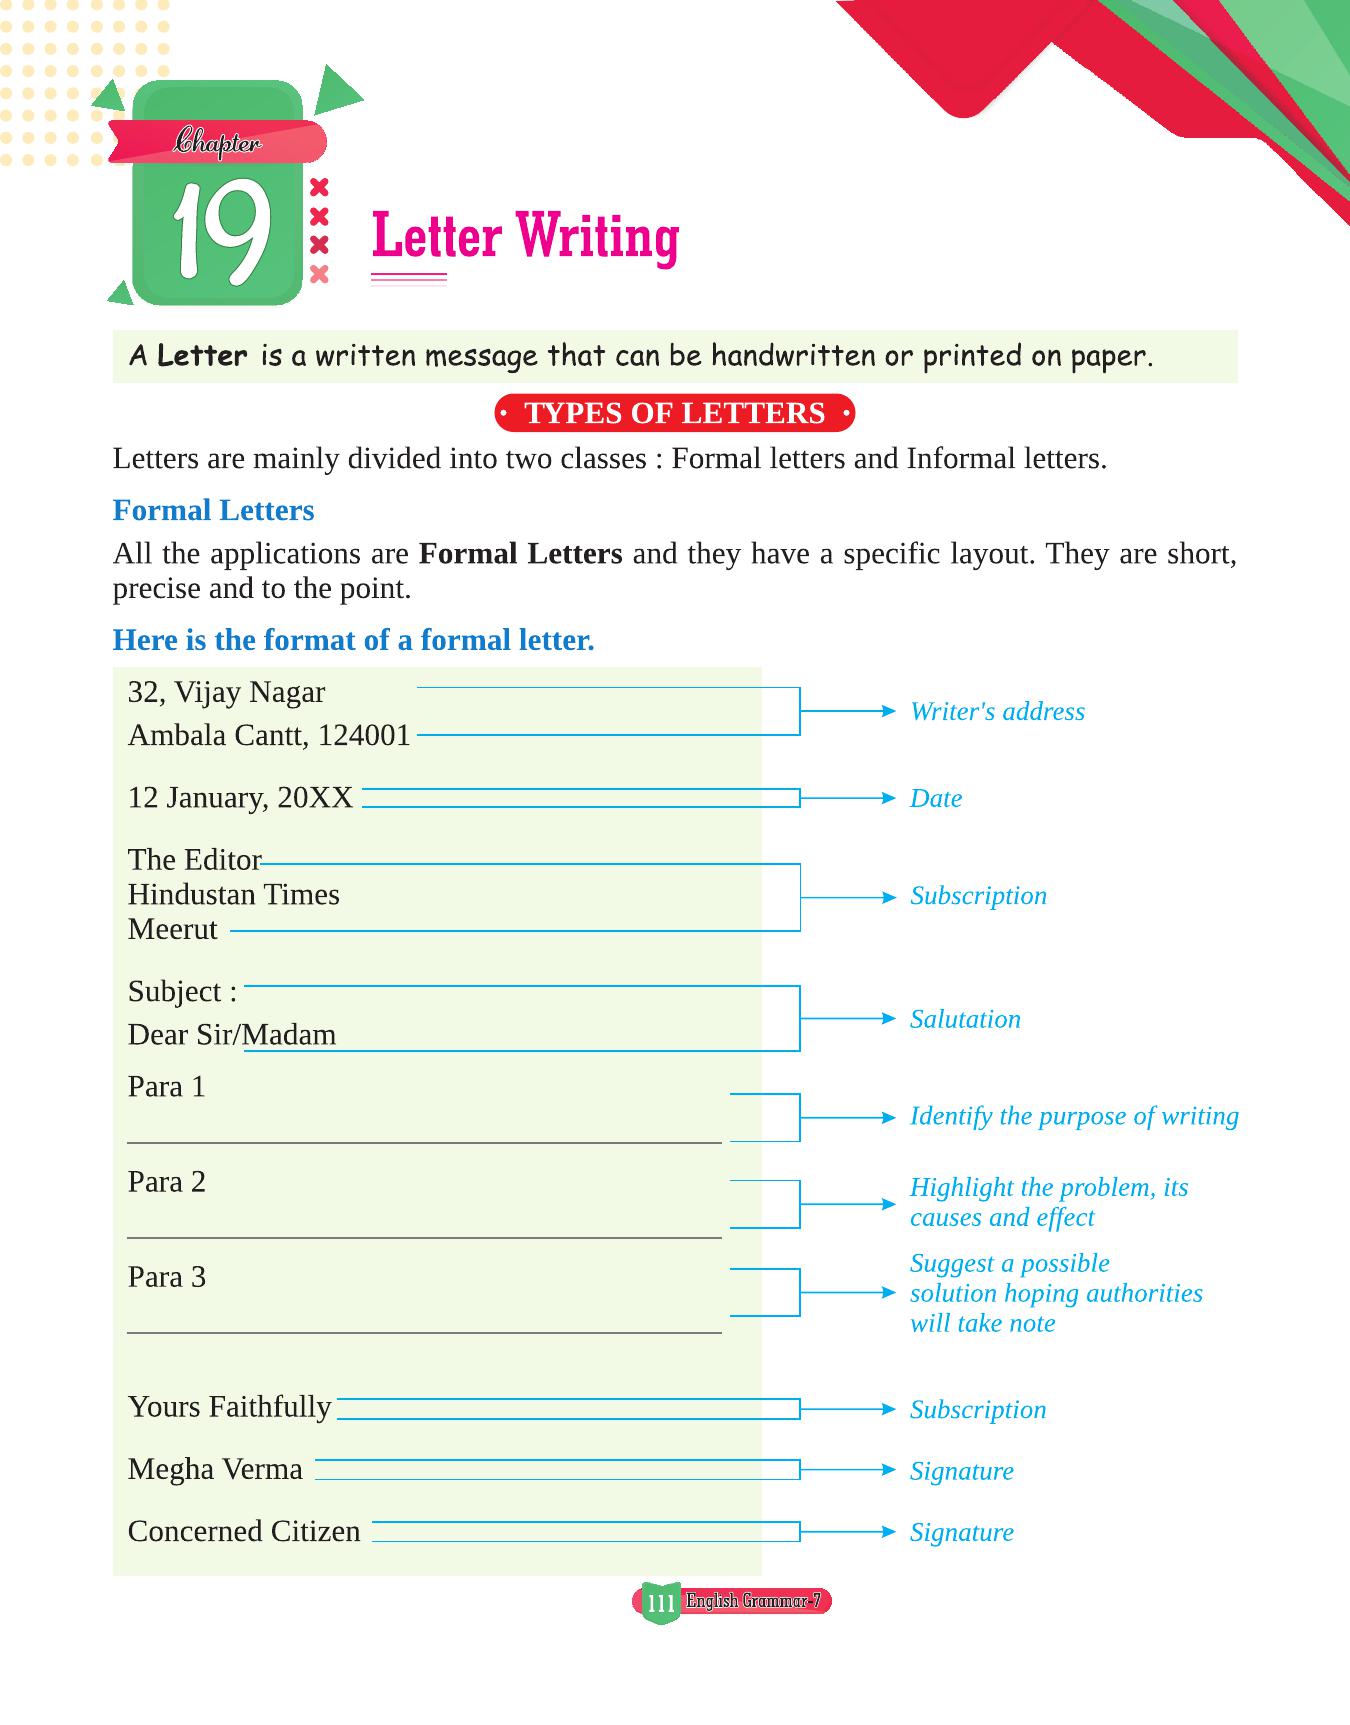 Chapter
19
Letter Writing
A Letter is a written message that can be handwritten or printed on paper.
• TYPES OF LETTERS •
Letters are mainly divided into two classes : Formal letters and Informal letters.
Formal Letters
All the applications are Formal Letters and they have a specific layout. They are short,
precise and to the point.
Here is the format of a formal letter.
32, Vijay Nagar
Ambala Cantt, 124001
Writer's address
12 January, 20XX
Date
The Editor
Hindustan Times
Meerut
Subscription
Subject :
Dear Sir/Madam
Salutation
Para 1
Identify the purpose of writing
Para 2
Highlight the problem, its
causes and effect
Para 3
Suggest a possible
solution hoping authorities
will take note
Yours Faithfully
Subscription
Megha Verma
Signature
Concerned Citizen
Signature
111 English Grammar-7